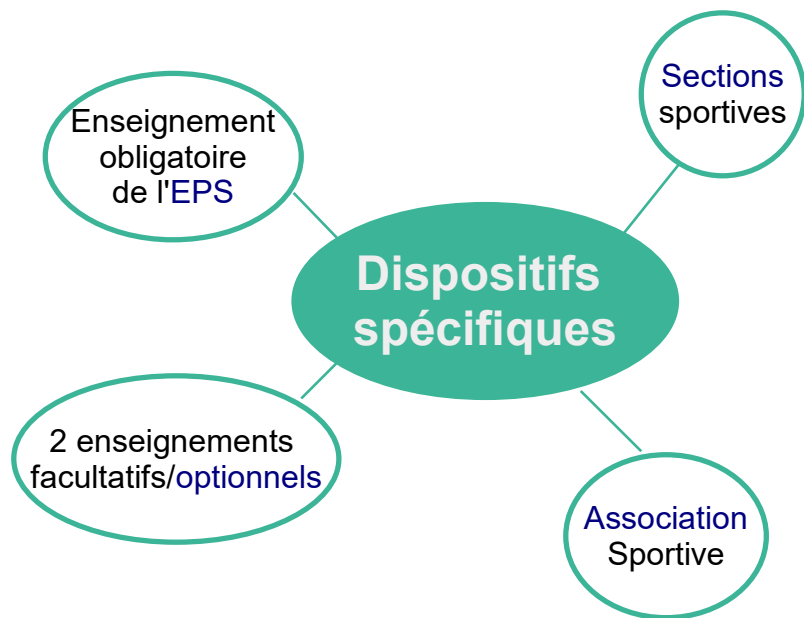 Enseignement
obligatoire
de l'EPS
Sections
sportives
Dispositifs
spécifiques
2 enseignements
facultatifs/optionnels
Association
Sportive